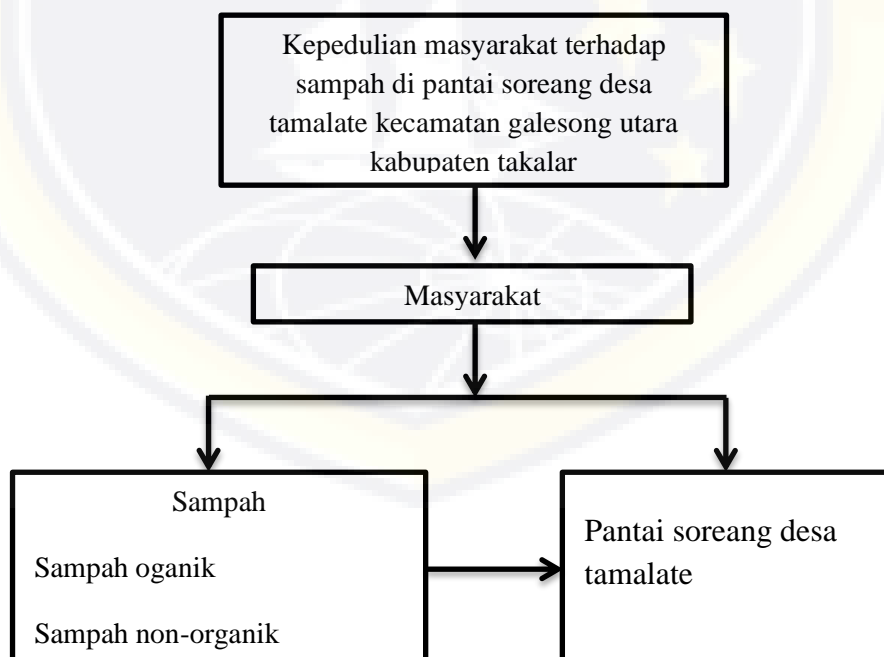 Kepedulian masyarakat terhadap
sampah di pantai soreang desa
tamalate kecamatan galesong utara
kabupaten takalar
Masyarakat
Sampah
Sampah oganik
Sampah non-organik
Pantai soreang desa
tamalate